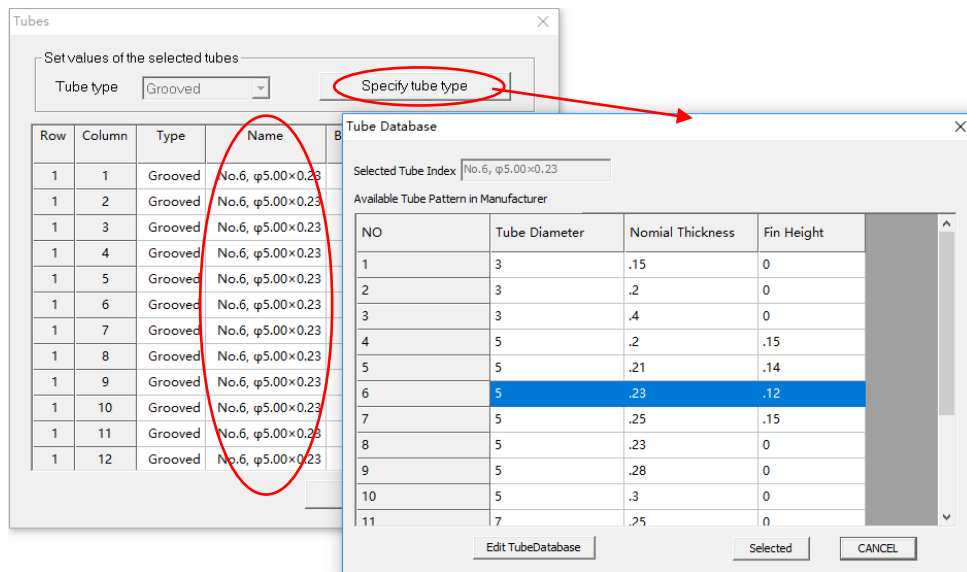 Tubes
Set values of the selected tubes
Tube type Grooved Specify tube type
Row Column Type Name B
1 1 Grooved No.6, φ5.00×0.23
1 2 Grooved No.6, φ5.00×0.23
1 3 Grooved No.6, φ5.00×0.23
1 4 Grooved No.6, φ5.00×0.23
1 5 Grooved No.6, φ5.00×0.23
1 6 Grooved No.6, φ5.00×0.23
1 7 Grooved No.6, φ5.00×0.23
1 8 Grooved No.6, φ5.00×0.23
1 9 Grooved No.6, φ5.00×0.23
1 10 Grooved No.6, φ5.00×0.23
1 11 Grooved No.6, φ5.00×0.23
1 12 Grooved No.6, φ5.00×0.23
Tube Database
Selected Tube Index No.6, φ5.00×0.23
Available Tube Pattern in Manufacturer
NO Tube Diameter Nomial Thickness Fin Height
1 3 .15 0
2 3 .2 0
3 3 .4 0
4 5 .2 .15
5 5 .21 .14
6 5 .23 .12
7 5 .25 .15
8 5 .23 0
9 5 .28 0
10 5 .3 0
11 7 .25 0
Edit TubeDatabase Selected CANCEL